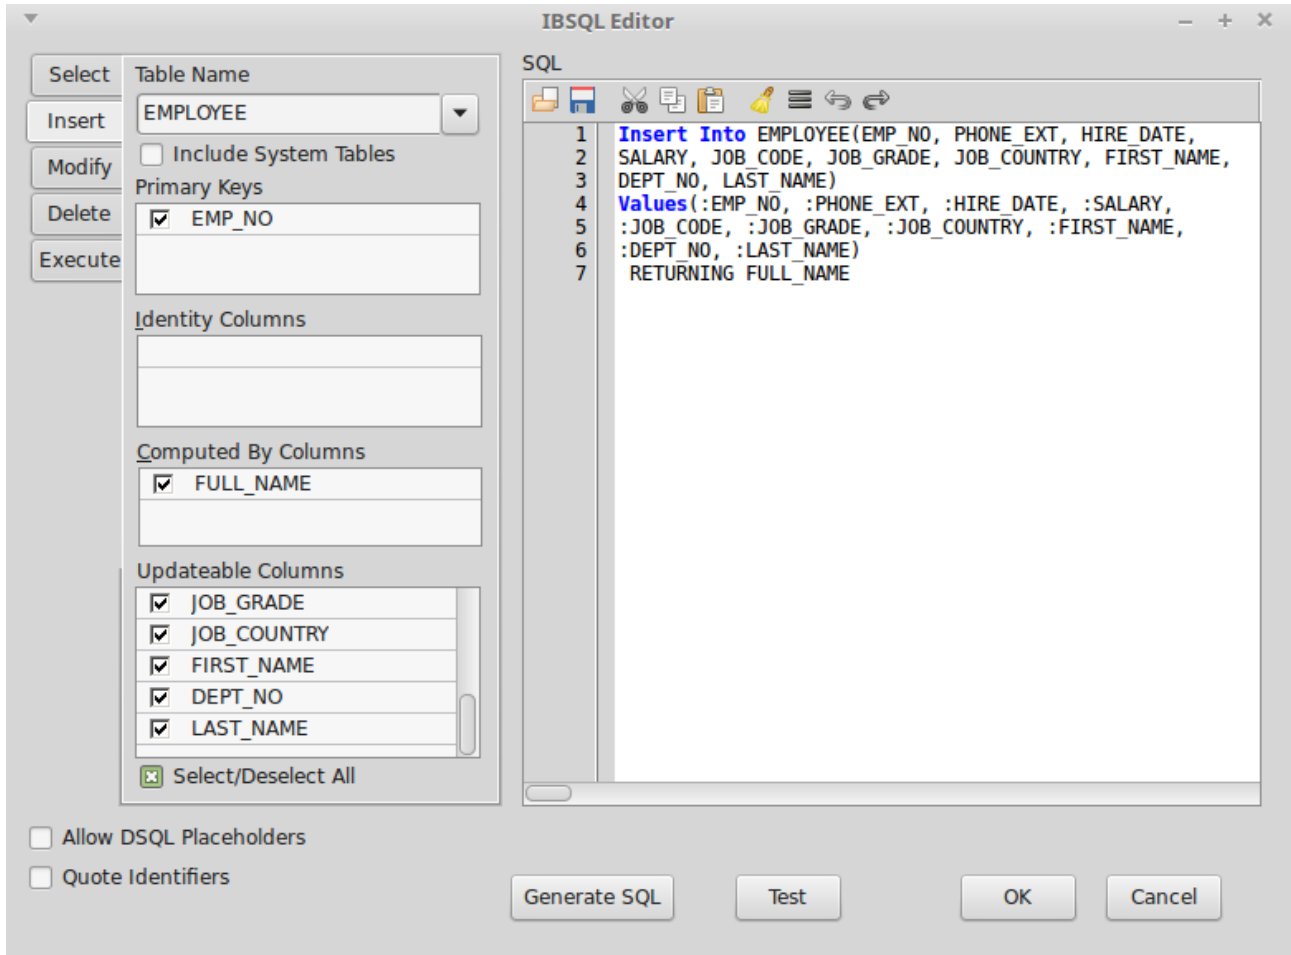 IBSQL Editor
Select
Insert
Modify
Delete
Execute
Table Name
EMPLOYEE
Include System Tables
Primary Keys
EMP_NO
Identity Columns
Computed By Columns
FULL_NAME
Updateable Columns
JOB_GRADE
JOB_COUNTRY
FIRST_NAME
DEPT_NO
LAST_NAME
Select/Deselect All
SQL
1 Insert Into EMPLOYEE(EMP_NO, PHONE_EXT, HIRE_DATE,
2 SALARY, JOB_CODE, JOB_GRADE, JOB_COUNTRY, FIRST_NAME,
3 DEPT_NO, LAST_NAME)
4 Values(:EMP_NO, :PHONE_EXT, :HIRE_DATE, :SALARY,
5 :JOB_CODE, :JOB_GRADE, :JOB_COUNTRY, :FIRST_NAME,
6 :DEPT_NO, :LAST_NAME)
7 RETURNING FULL_NAME
Allow DSQL Placeholders
Quote Identifiers
Generate SQL
Test
OK
Cancel